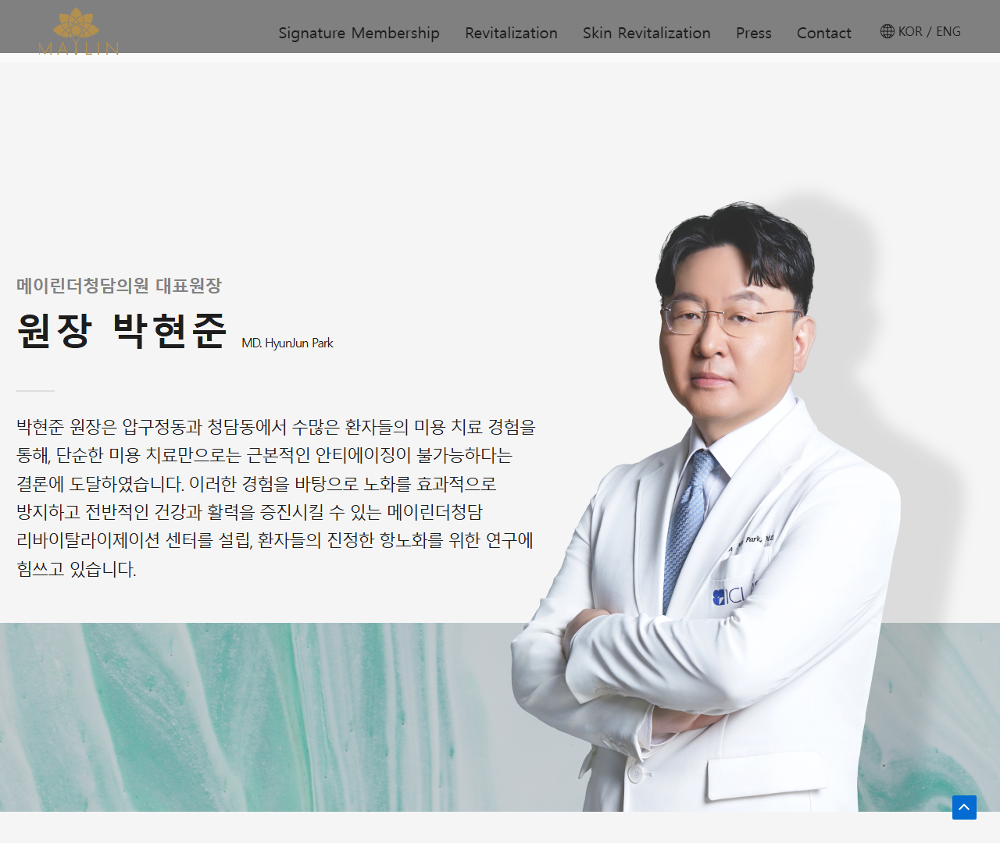 MAYLIN
Signature Membership
Revitalization
Skin Revitalization
Press
Contact
KOR / ENG
메이린더청담의원 대표원장
원장 박현준 MD. HyunJun Park
박현준 원장은 압구정동과 청담동에서 수많은 환자들의 미용 치료 경험을
통해, 단순한 미용 치료만으로는 근본적인 안티에이징이 불가능하다는
결론에 도달하였습니다. 이러한 경험을 바탕으로 노화를 효과적으로
방지하고 전반적인 건강과 활력을 증진시킬 수 있는 메이린더청담
리바이탈라이제이션 센터를 설립, 환자들의 진정한 항노화를 위한 연구에
힘쓰고 있습니다.
Park,